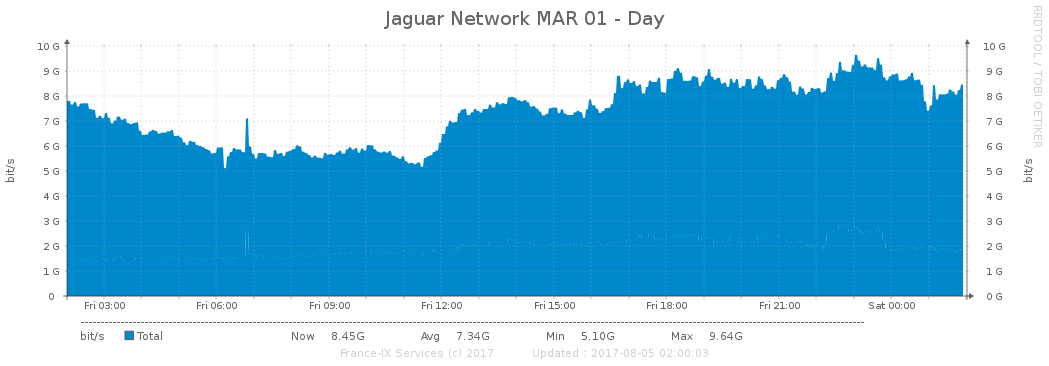 Jaguar Network MAR 01 - Day
RRDTOOL / TOBI OETIKER
10 G 10 G
9 G 9 G
8 G 8 G
7 G 7 G
6 G 6 G
5 G 5 G
4 G 4 G
3 G 3 G
2 G 2 G
1 G 1 G
0 0 G
bit/s
bit/s
Fri 03:00 Fri 06:00 Fri 09:00 Fri 12:00 Fri 15:00 Fri 18:00 Fri 21:00 Sat 00:00
bit/s Total Now 8.45G Avg 7.34G Min 5.10G Max 9.64G
France-IX Services (c) 2017 Updated : 2017-08-05 02:00:03